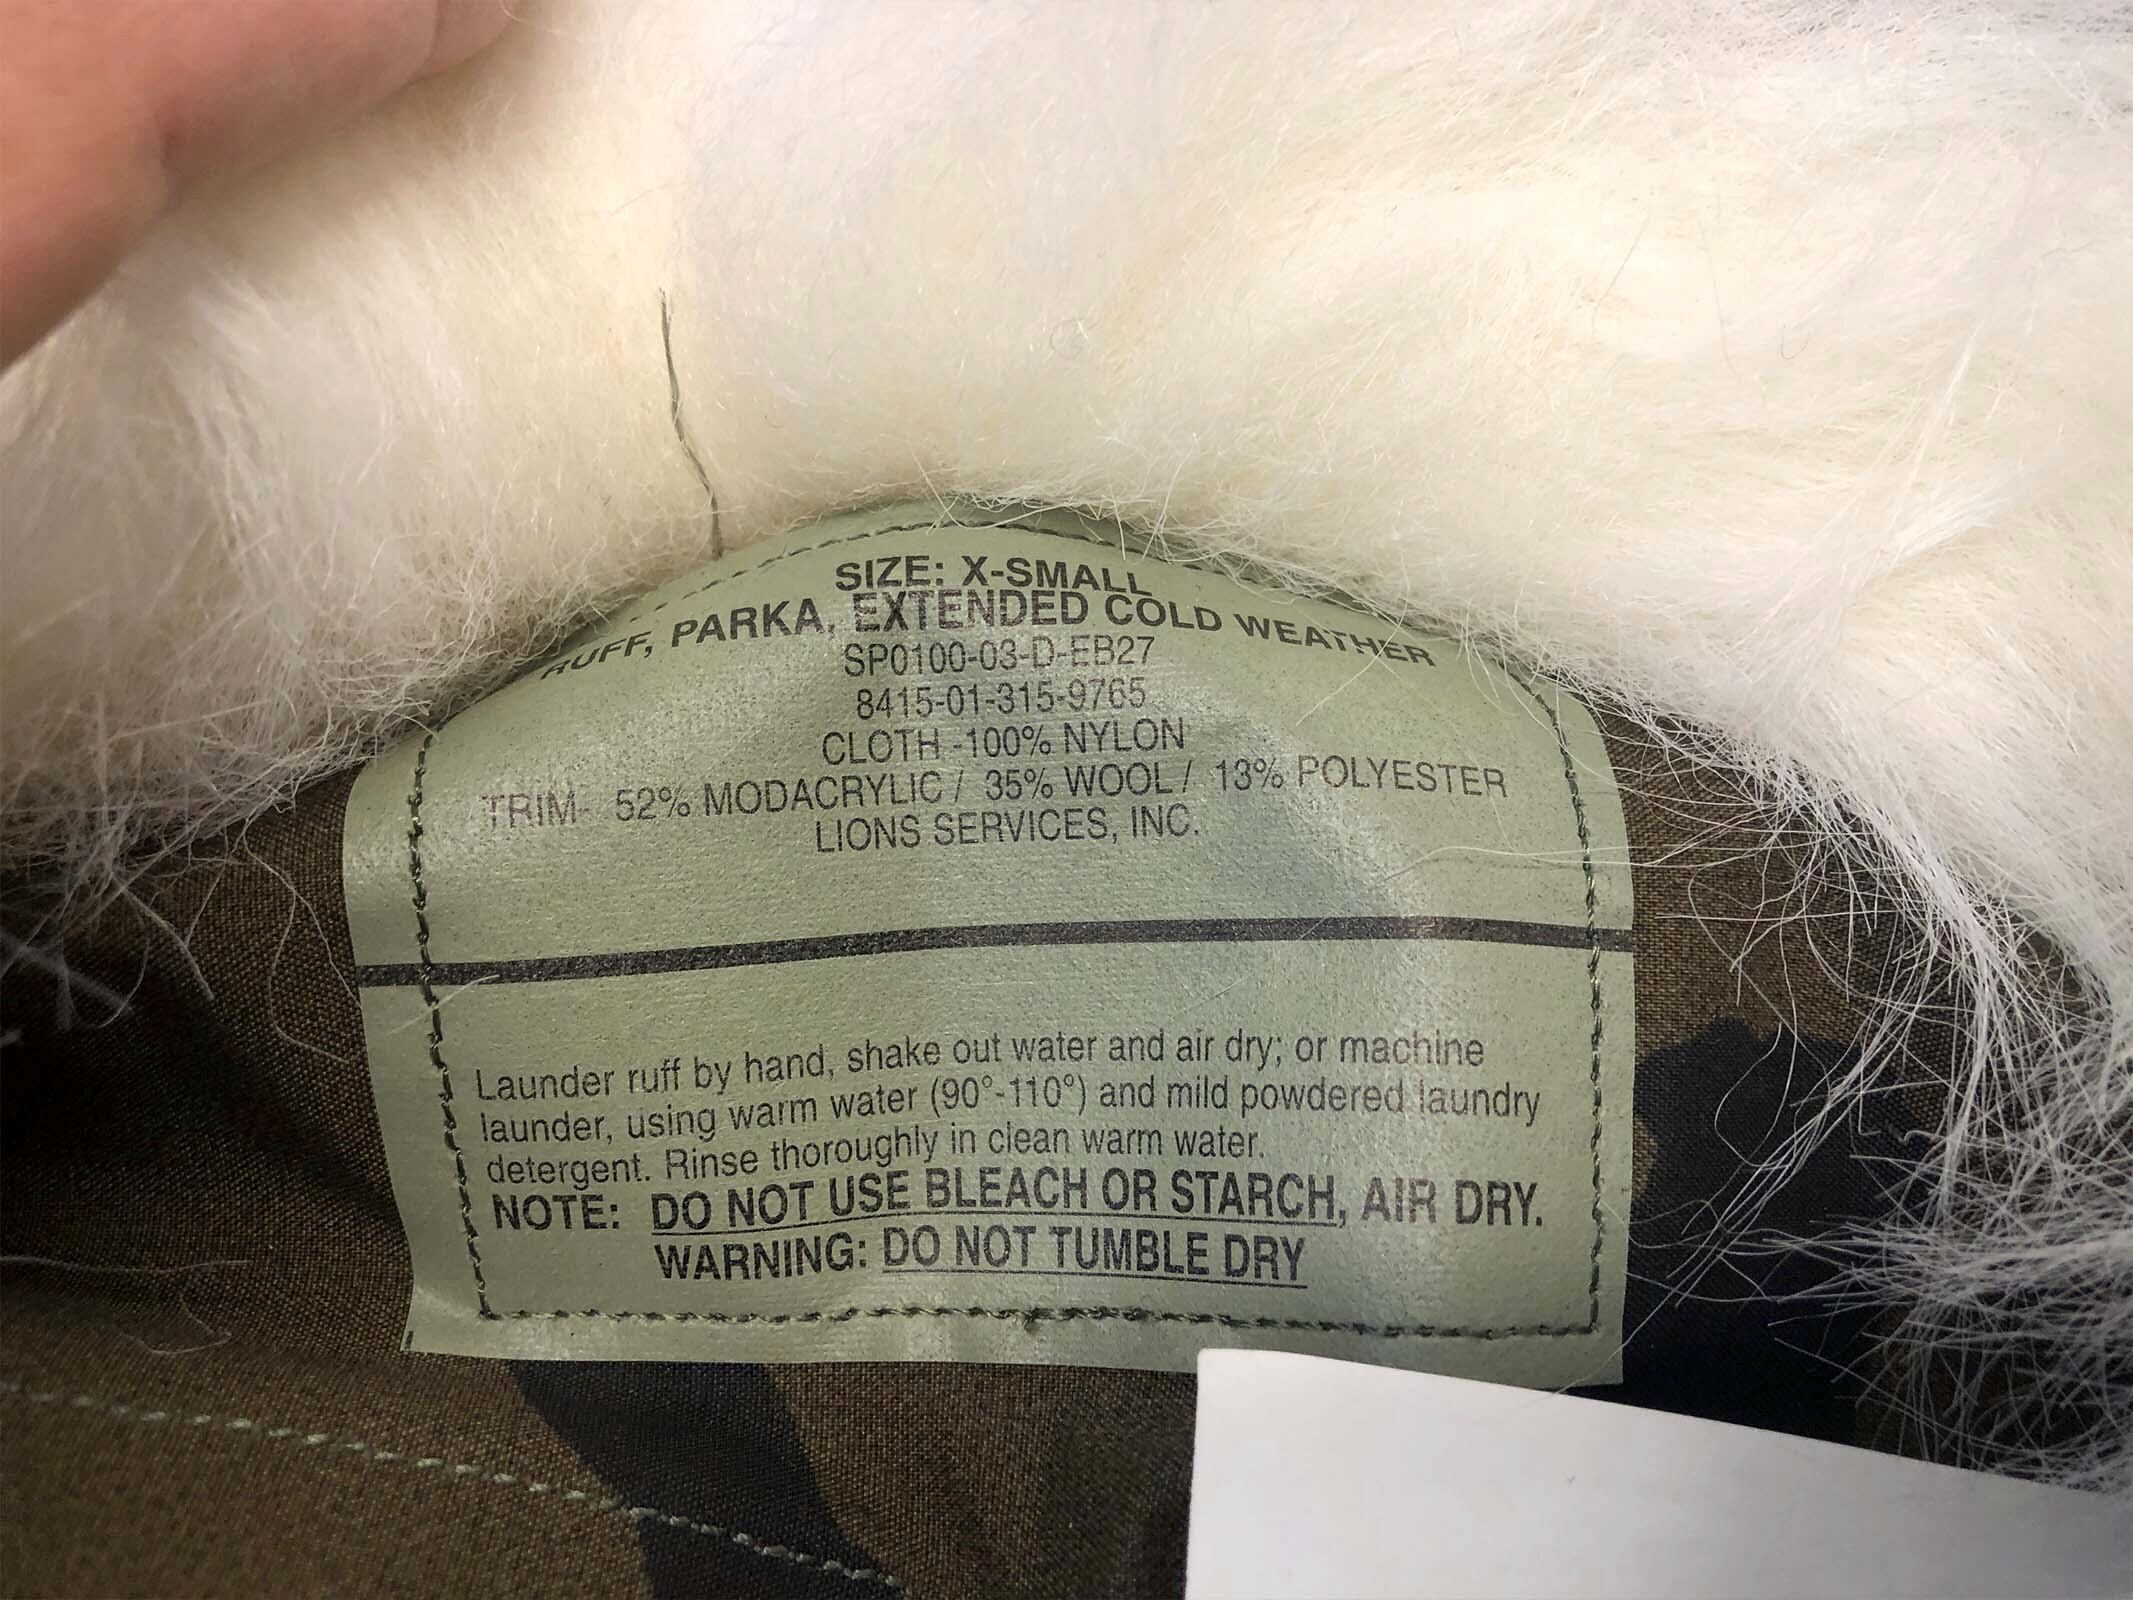 SIZE: X-SMALL
RUFF, PARKA, EXTENDED COLD WEATHER
SP0100-03-D-EB27
8415-01-315-9765
CLOTH -100% NYLON
TRIM- 52% MODACRYLIC / 35% WOOL / 13% POLYESTER
LIONS SERVICES, INC.
Launder ruff by hand, shake out water and air dry; or machine
launder, using warm water (90°-110°) and mild powdered laundry
detergent. Rinse thoroughly in clean warm water.
NOTE: DO NOT USE BLEACH OR STARCH, AIR DRY.
WARNING: DO NOT TUMBLE DRY